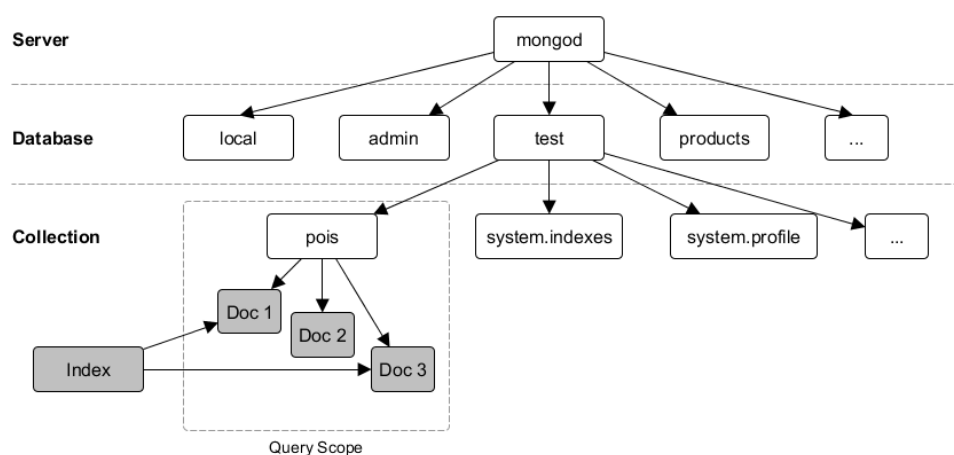 Server
mongod
Database
local
admin
test
products
...
Collection
pois
system.indexes
system.profile
...
Doc 1
Doc 2
Index
Doc 3
Query Scope